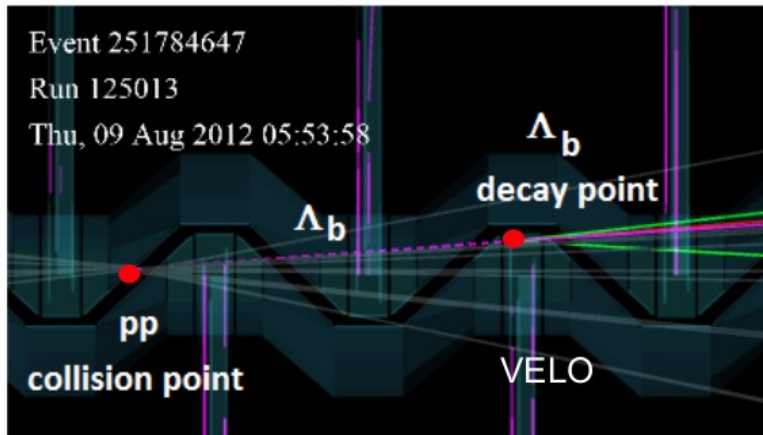 Event 251784647
Run 125013
Thu, 09 Aug 2012 05:53:58
Λb
decay point
Λb
pp
collision point
VELO